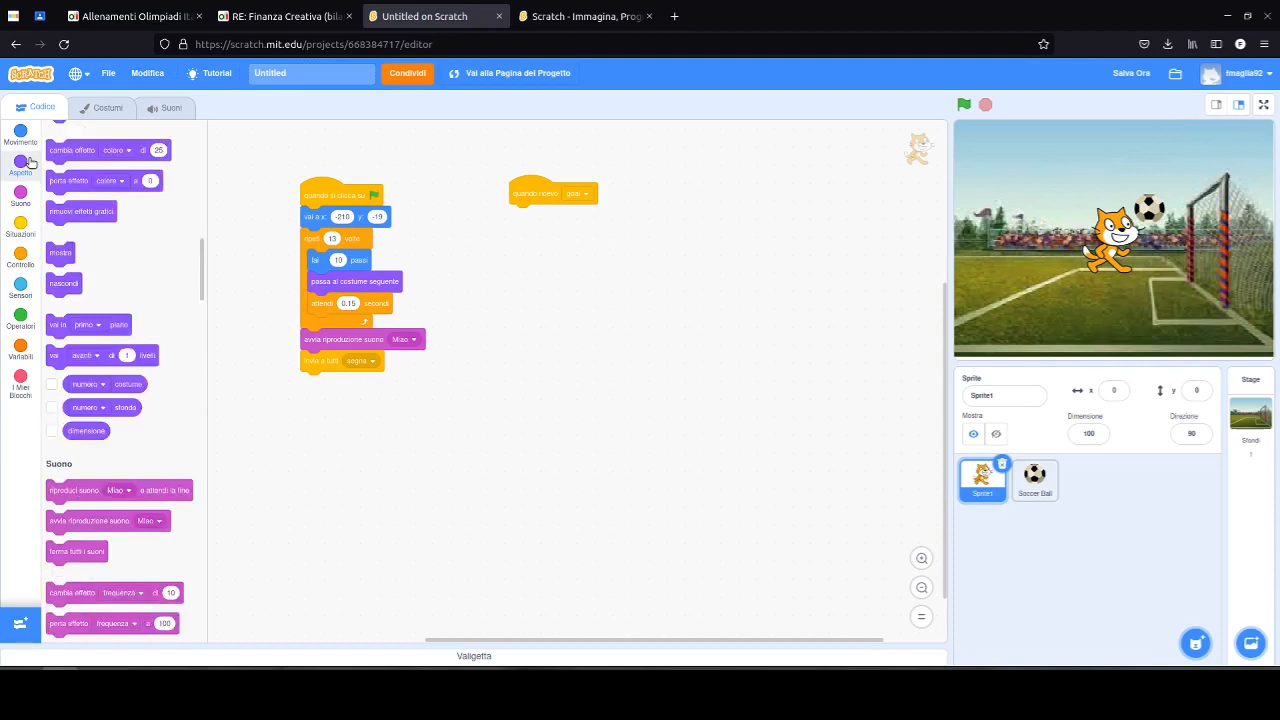 Allenamenti Olimpiadi Ita
RE: Finanza Creativa (bila
Untitled on Scratch
Scratch - Immagina, Prog
https://scratch.mit.edu/projects/668384717/editor
SCRATCH
File
Modifica
Tutorial
Untitled
Condividi
Vai alla Pagina del Progetto
Salva Ora
fmaglia92
Codice
Costumi
Suoni
Movimento
Aspetto
Suono
Situazioni
Controllo
Sensori
Operatori
Variabili
I Miei
Blocchi
cambia effetto colore di 25
porta effetto colore a 0
rimuovi effetti grafici
mostra
nascondi
vai in primo piano
vai avanti di 1 livelli
numero costume
numero sfondo
dimensione
Suono
riproduci suono Miao e attendi la fine
avvia riproduzione suono Miao
ferma tutti i suoni
cambia effetto frequenza di 10
porta effetto frequenza a 100
quando si clicca su
vai a x: -210 y: -19
ripeti 13 volte
fai 10 passi
passa al costume seguente
attendi 0.15 secondi
avvia riproduzione suono Miao
invia a tutti segna
quando ricevo goal
Sprite
Sprite1
x 0
y 0
Mostra
Dimensione
100
Direzione
90
Sprite1
Soccer Ball
Stage
Sfondi
1
Valigetta